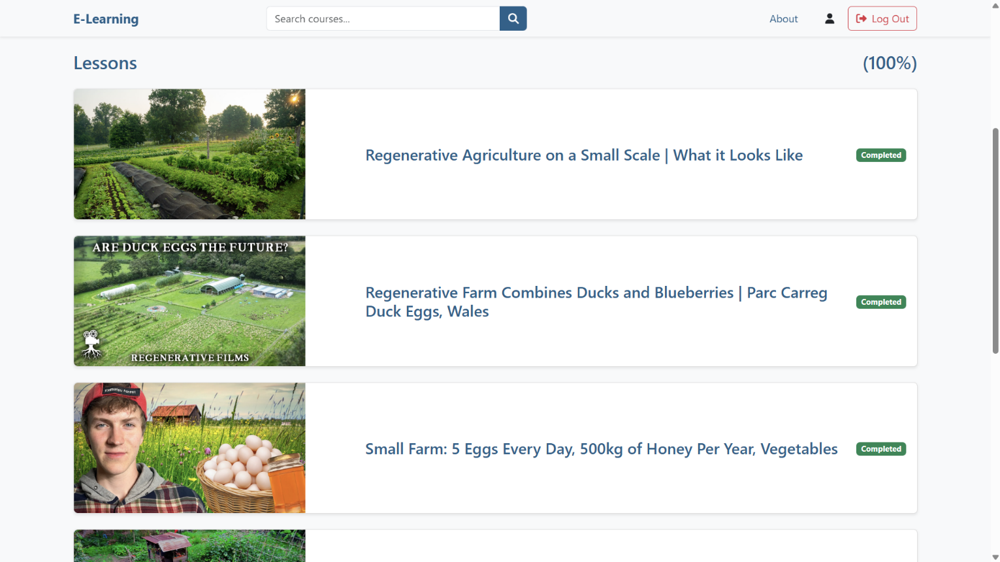 E-Learning
Search courses...
About
Log Out
Lessons
(100%)
Regenerative Agriculture on a Small Scale | What it Looks Like
Completed
ARE DUCK EGGS THE FUTURE?
REGENERATIVE FILMS
Regenerative Farm Combines Ducks and Blueberries | Parc Carreg
Duck Eggs, Wales
Completed
Komatsu Forest
Small Farm: 5 Eggs Every Day, 500kg of Honey Per Year, Vegetables
Completed